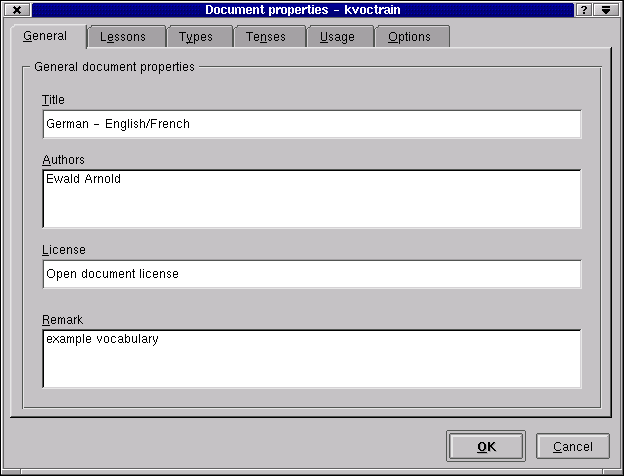 Document properties - kvoctrain
General Lessons Types Tenses Usage Options
General document properties
Title
German - English/French
Authors
Ewald Arnold
License
Open document license
Remark
example vocabulary
OK Cancel